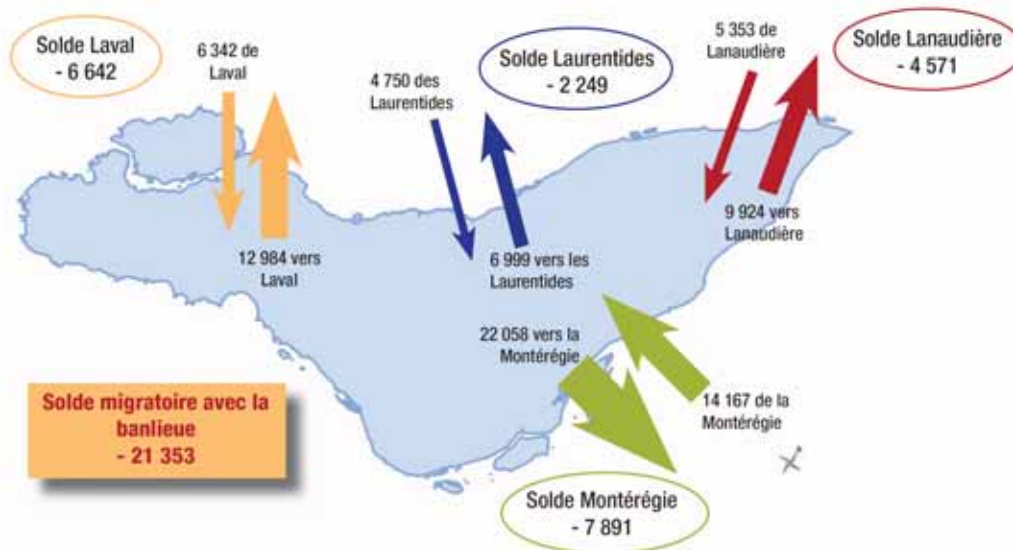 Solde Laval
- 6 642
6 342 de
Laval
4 750 des
Laurentides
Solde Laurentides
- 2 249
5 353 de
Lanaudière
Solde Lanaudière
- 4 571
12 984 vers
Laval
6 999 vers les
Laurentides
9 924 vers
Lanaudière
22 058 vers la
Montérégie
14 167 de la
Montérégie
Solde migratoire avec la
banlieue
- 21 353
Solde Montérégie
- 7 891